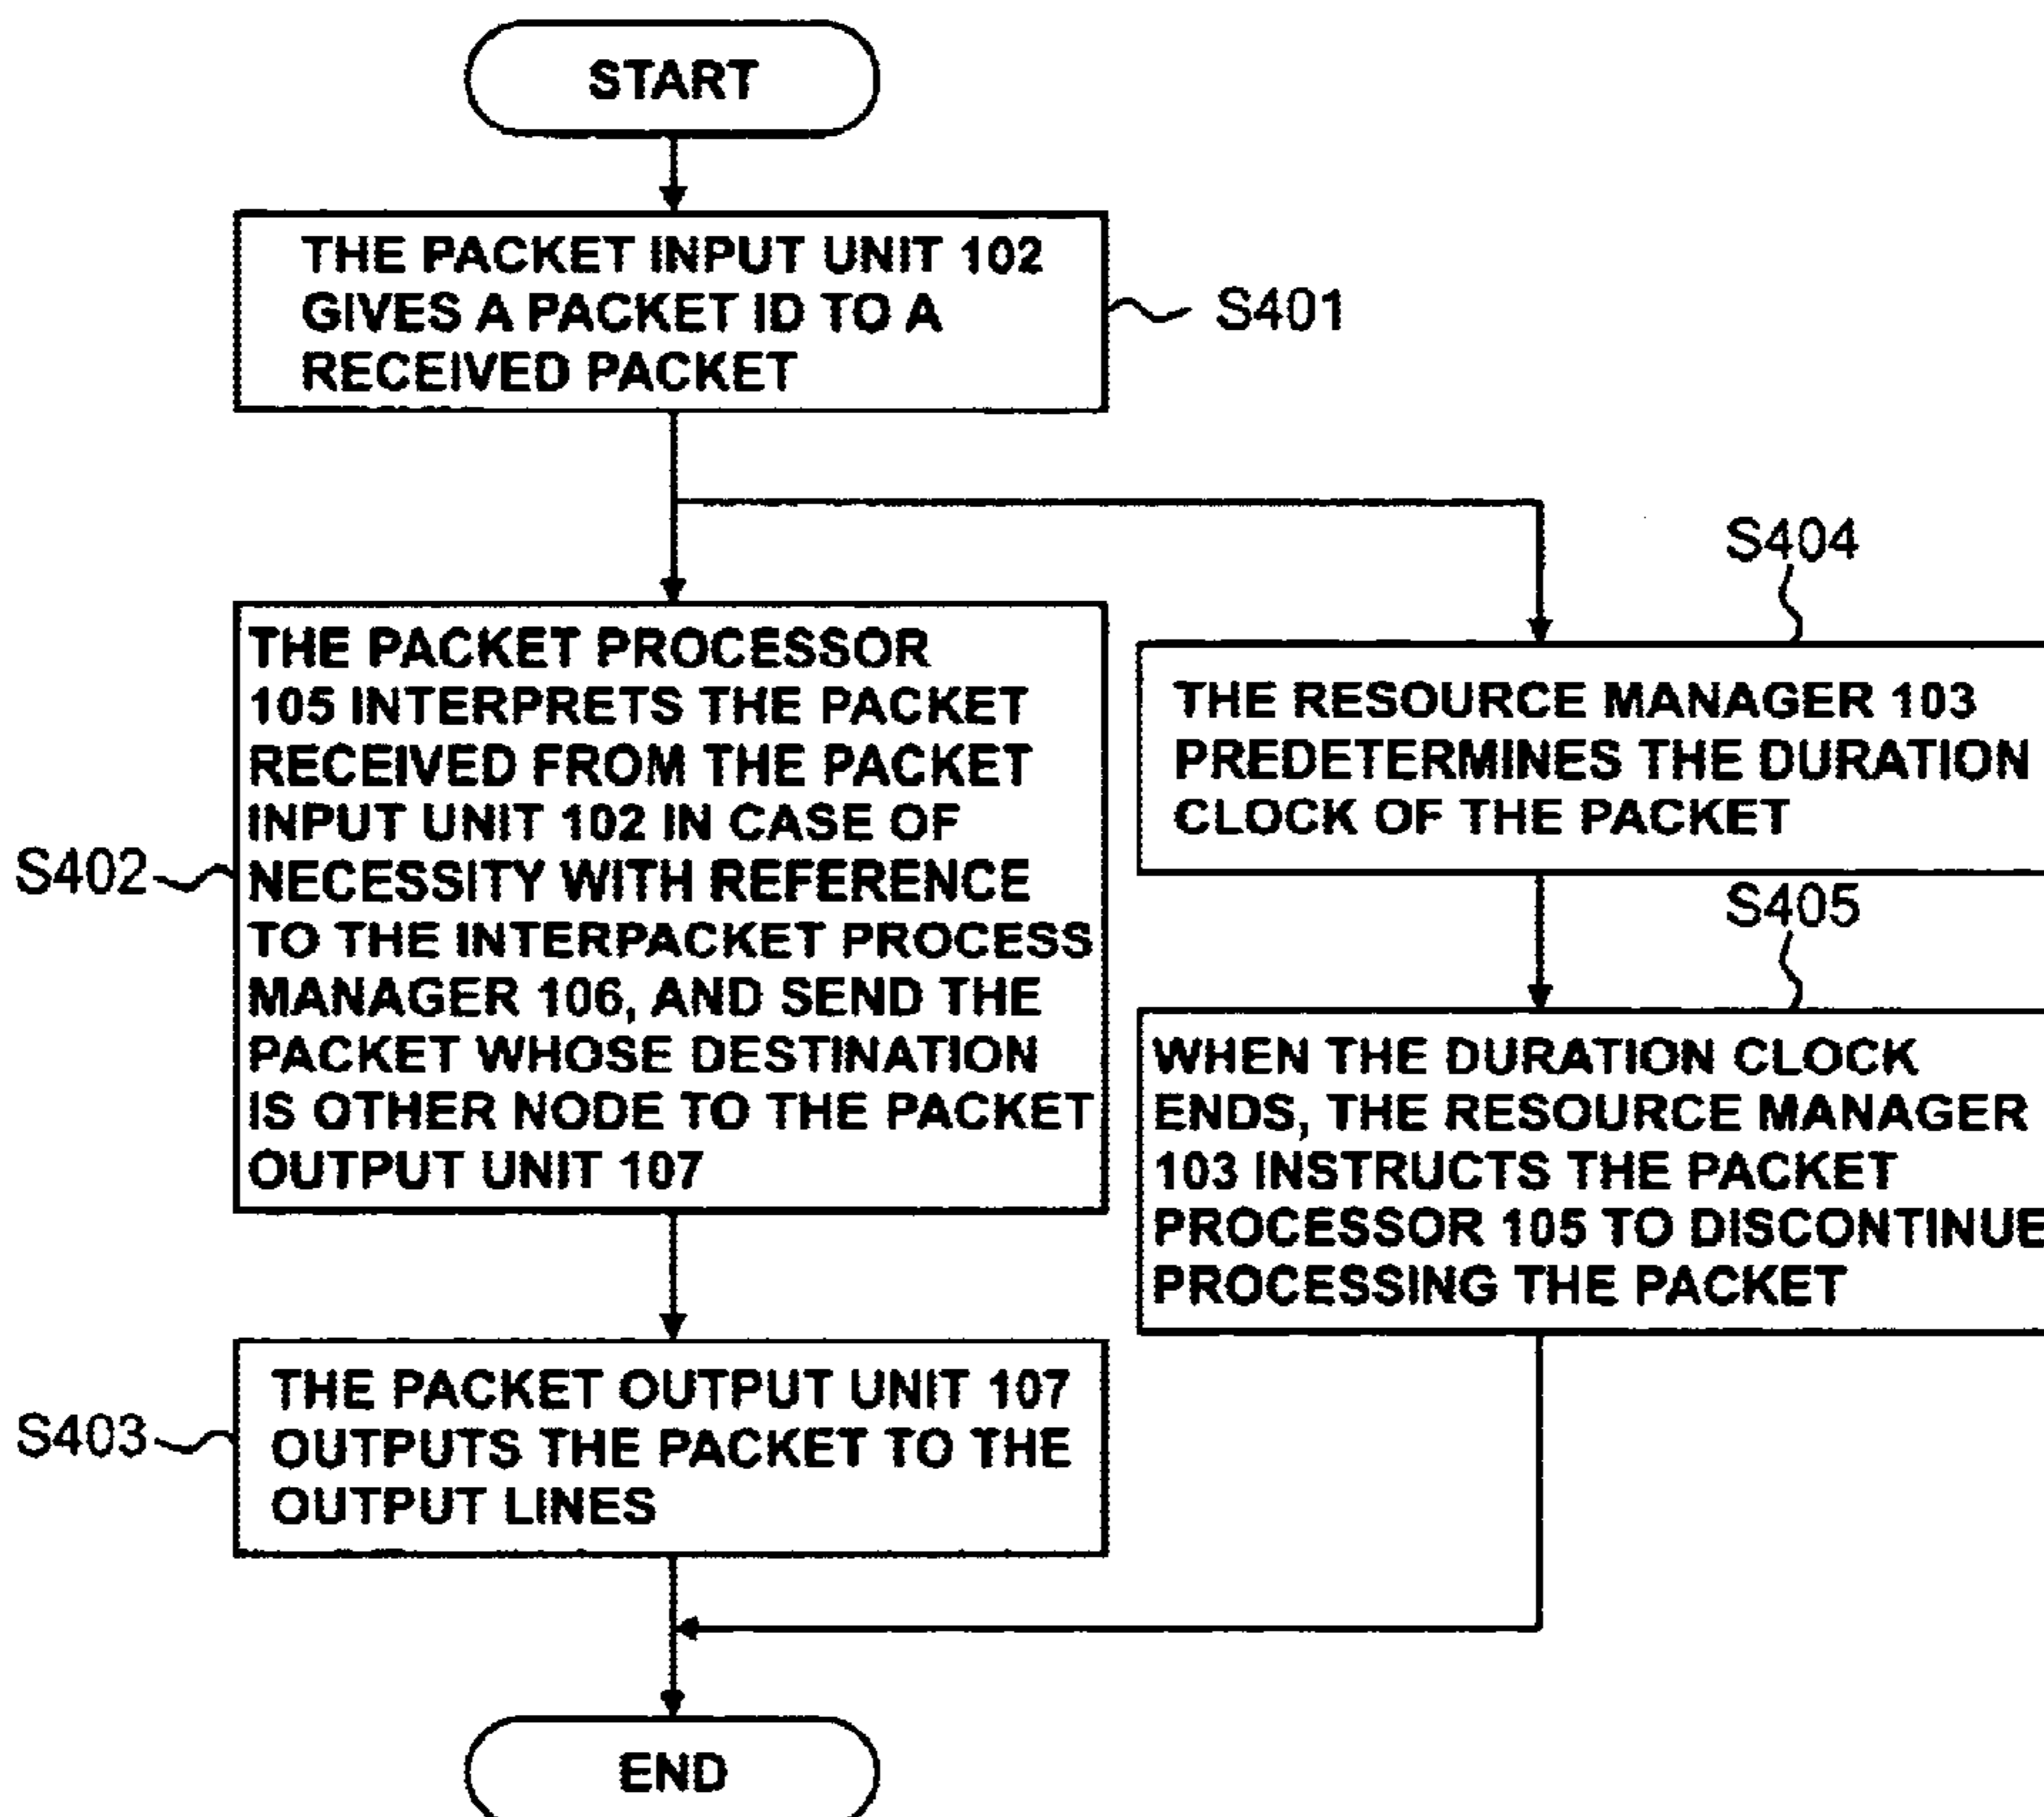 START
THE PACKET INPUT UNIT 102
GIVES A PACKET ID TO A
RECEIVED PACKET
S401
THE PACKET PROCESSOR
105 INTERPRETS THE PACKET
RECEIVED FROM THE PACKET
INPUT UNIT 102 IN CASE OF
NECESSITY WITH REFERENCE
TO THE INTERPACKET PROCESS
MANAGER 106, AND SEND THE
PACKET WHOSE DESTINATION
IS OTHER NODE TO THE PACKET
OUTPUT UNIT 107
S402
THE PACKET OUTPUT UNIT 107
OUTPUTS THE PACKET TO THE
OUTPUT LINES
S403
S404
THE RESOURCE MANAGER 103
PREDETERMINES THE DURATION
CLOCK OF THE PACKET
S405
WHEN THE DURATION CLOCK
ENDS, THE RESOURCE MANAGER
103 INSTRUCTS THE PACKET
PROCESSOR 105 TO DISCONTINUE
PROCESSING THE PACKET
END